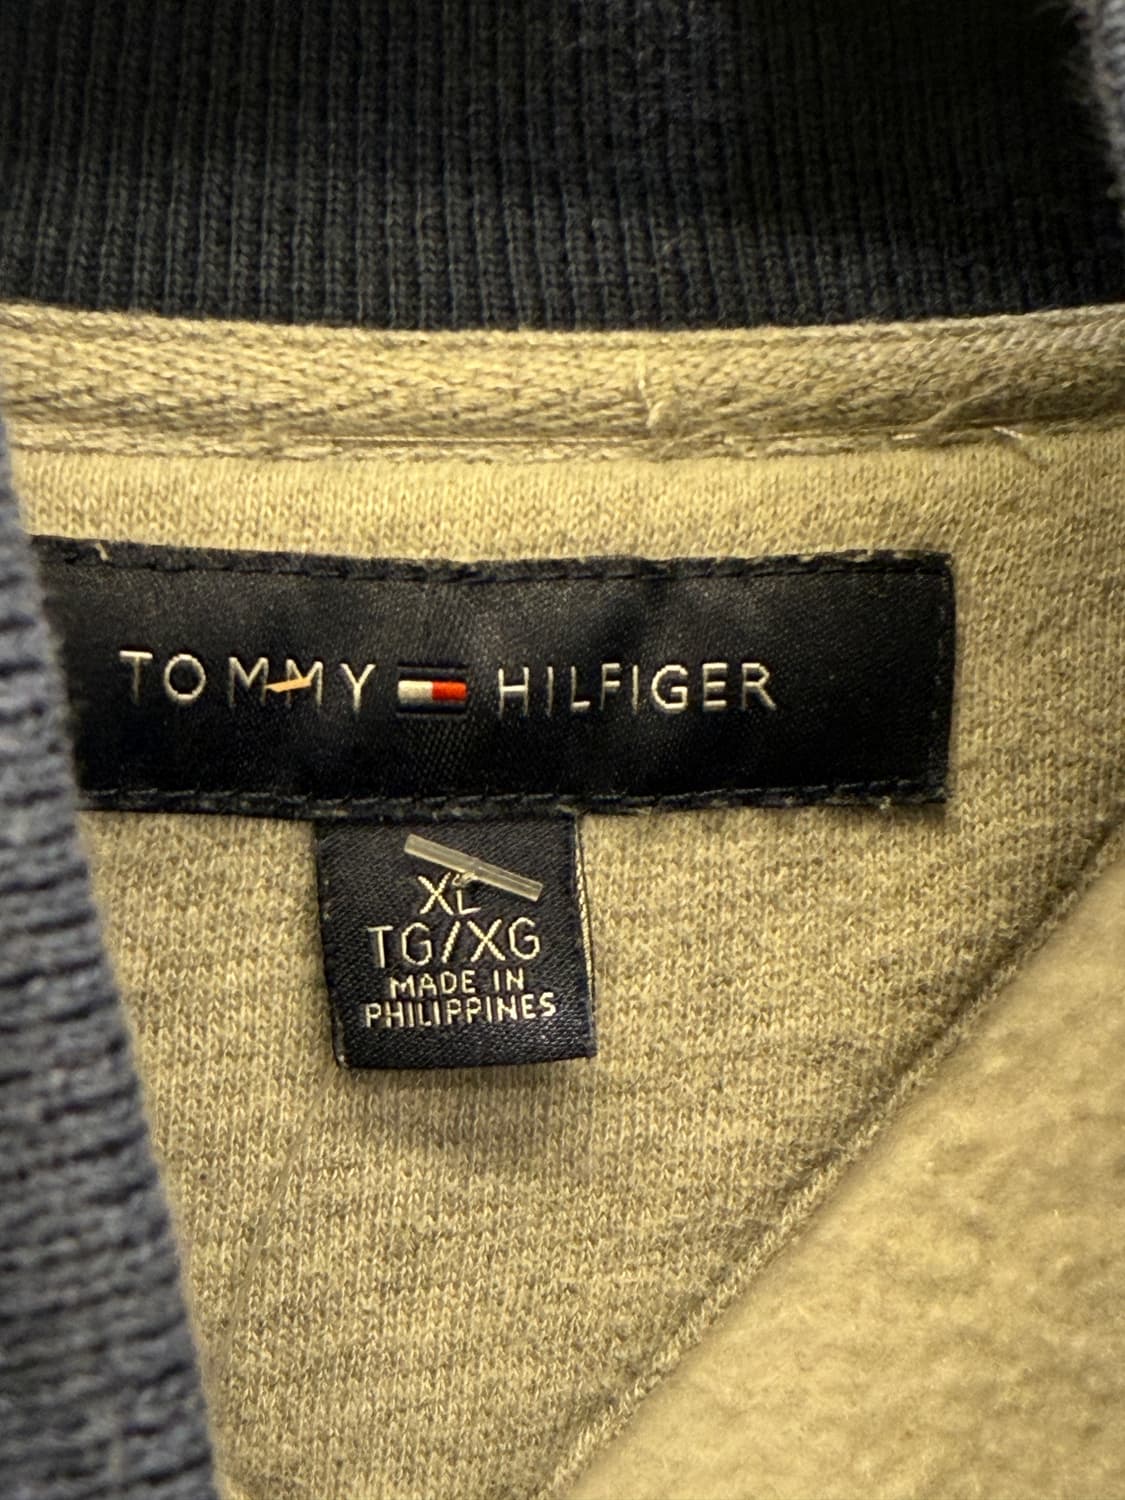 TOMMY HILFIGER
XL
TG/XG
MADE IN
PHILIPPINES